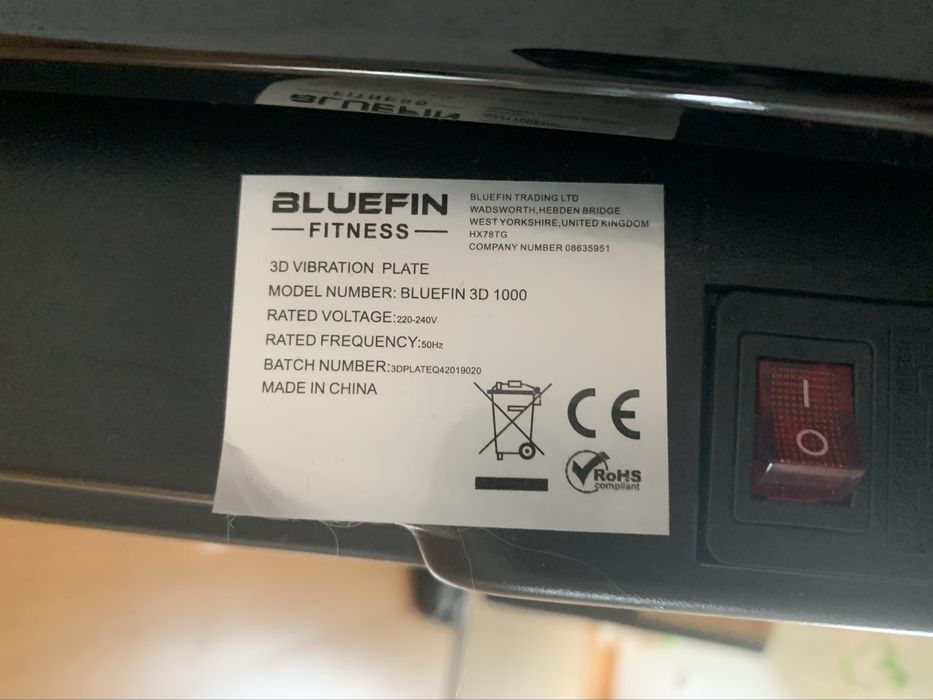 BLUEFIN
FITNESS
BLUEFIN TRADING LTD
WADSWORTH,HEBDEN BRIDGE
WEST YORKSHIRE,UNITED KINGDOM
HX78TG
COMPANY NUMBER 08635951
3D VIBRATION PLATE
MODEL NUMBER: BLUEFIN 3D 1000
RATED VOLTAGE:220-240V
RATED FREQUENCY:50Hz
BATCH NUMBER:3DPLATEQ42019020
MADE IN CHINA
CE
RoHS
compliant
I
O